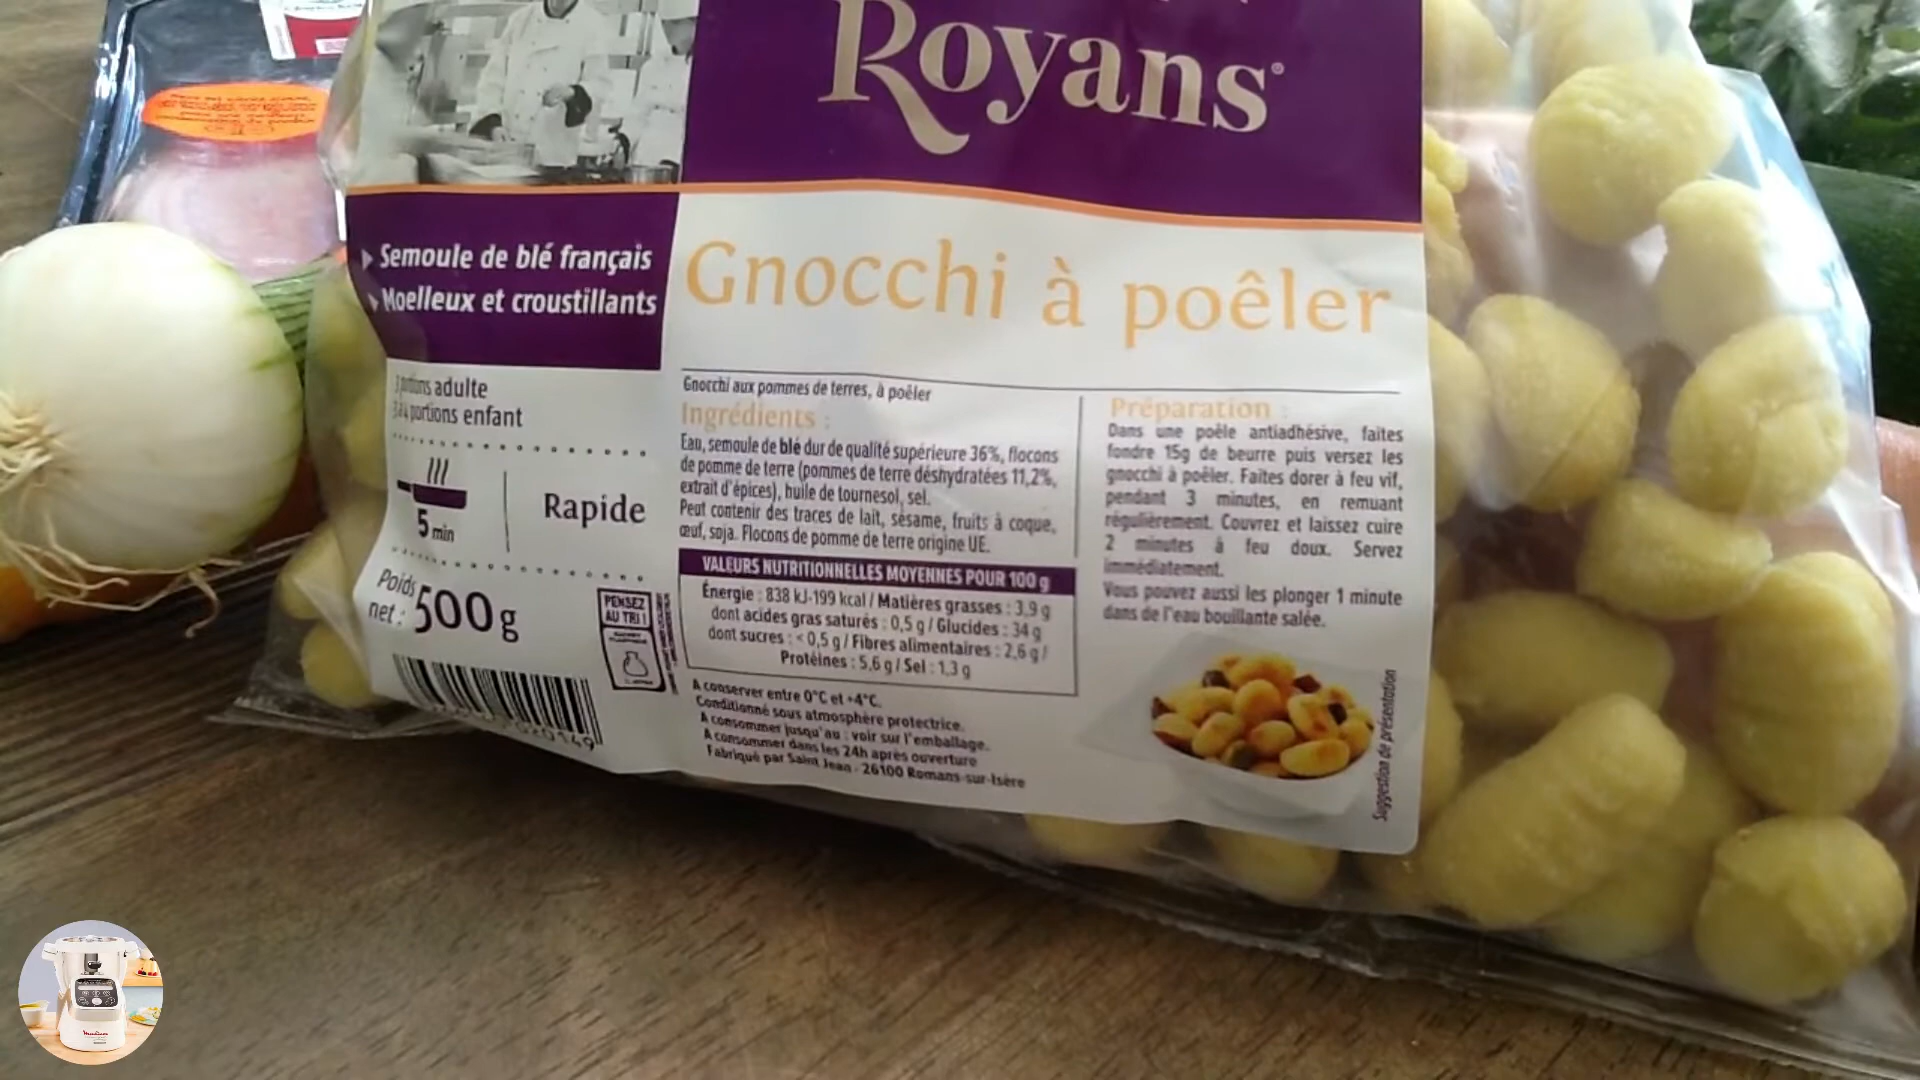 Royans
Semoule de blé français
Moelleux et croustillants
Gnocchi à poêler
portions adulte
portions enfant
5 min
Rapide
Poids
net : 500 g
PENSEZ
AU TRI !
Gnocchi aux pommes de terres, à poêler
Ingrédients :
Eau, semoule de blé dur de qualité supérieure 36%, flocons
de pomme de terre (pommes de terre déshydratées 11,2%,
extrait d'épices), huile de tournesol, sel.
Peut contenir des traces de lait, sésame, fruits à coque,
œuf, soja. Flocons de pomme de terre origine UE.
VALEURS NUTRITIONNELLES MOYENNES POUR 100 g
Énergie : 838 kJ-199 kcal / Matières grasses : 3,9 g
dont acides gras saturés : 0,5 g / Glucides : 34 g
dont sucres : < 0,5 g / Fibres alimentaires : 2,6 g /
Protéines : 5,6 g / Sel : 1,3 g
A conserver entre 0°C et +4°C.
Conditionné sous atmosphère protectrice.
A consommer jusqu'au : voir sur l'emballage.
A consommer dans les 24h après ouverture
Fabriqué par Saint Jean - 26100 Romans-sur-Isère
Préparation :
Dans une poêle antiadhésive, faites
fondre 15g de beurre puis versez les
gnocchi à poêler. Faites dorer à feu vif,
pendant 3 minutes, en remuant
régulièrement. Couvrez et laissez cuire
2 minutes à feu doux. Servez
immédiatement.
Vous pouvez aussi les plonger 1 minute
dans de l'eau bouillante salée.
Suggestion de présentation